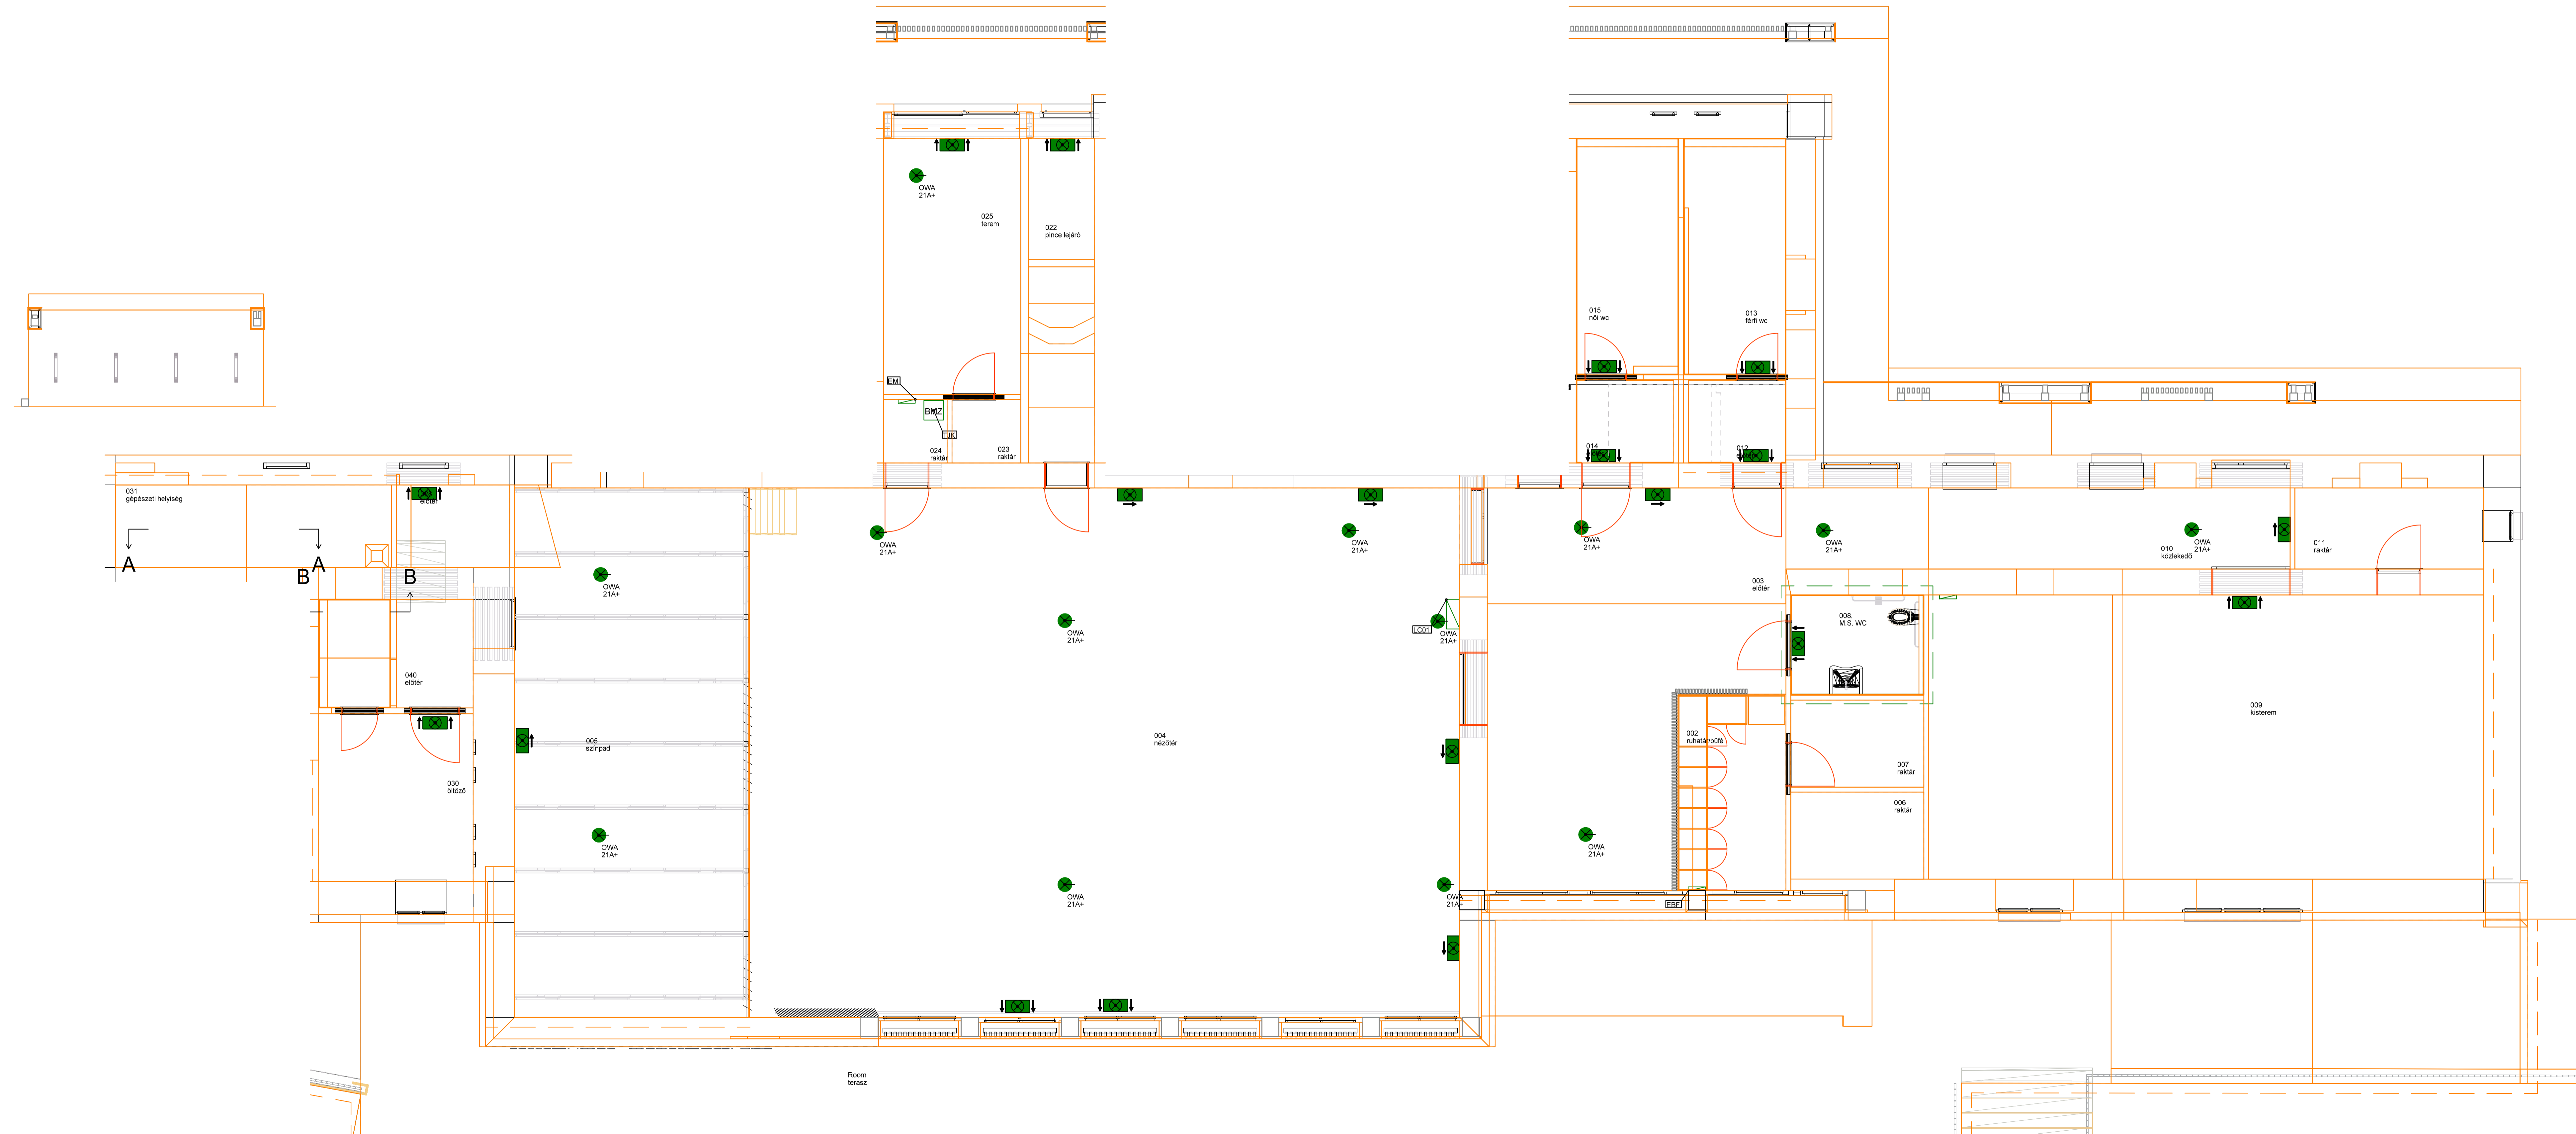 OWA
21A+
025
terem
022
pince lejáró
015
női wc
013
férfi wc
EM
BMZ
TJK
024
raktár
023
raktár
014
012
031
gépészeti helyiség
előtér
A
A
B
B
OWA
21A+
OWA
21A+
OWA
21A+
OWA
21A+
OWA
21A+
010
közlekedő
011
raktár
OWA
21A+
003
előtér
008.
M.S. WC
OWA
21A+
LC01
OWA
21A+
040
előtér
005
színpad
004
nézőtér
002
ruhatár/büfé
009
kisterem
007
raktár
006
raktár
030
öltöző
OWA
21A+
OWA
21A+
OWA
21A+
OWA
21A+
EBF
Room
terasz